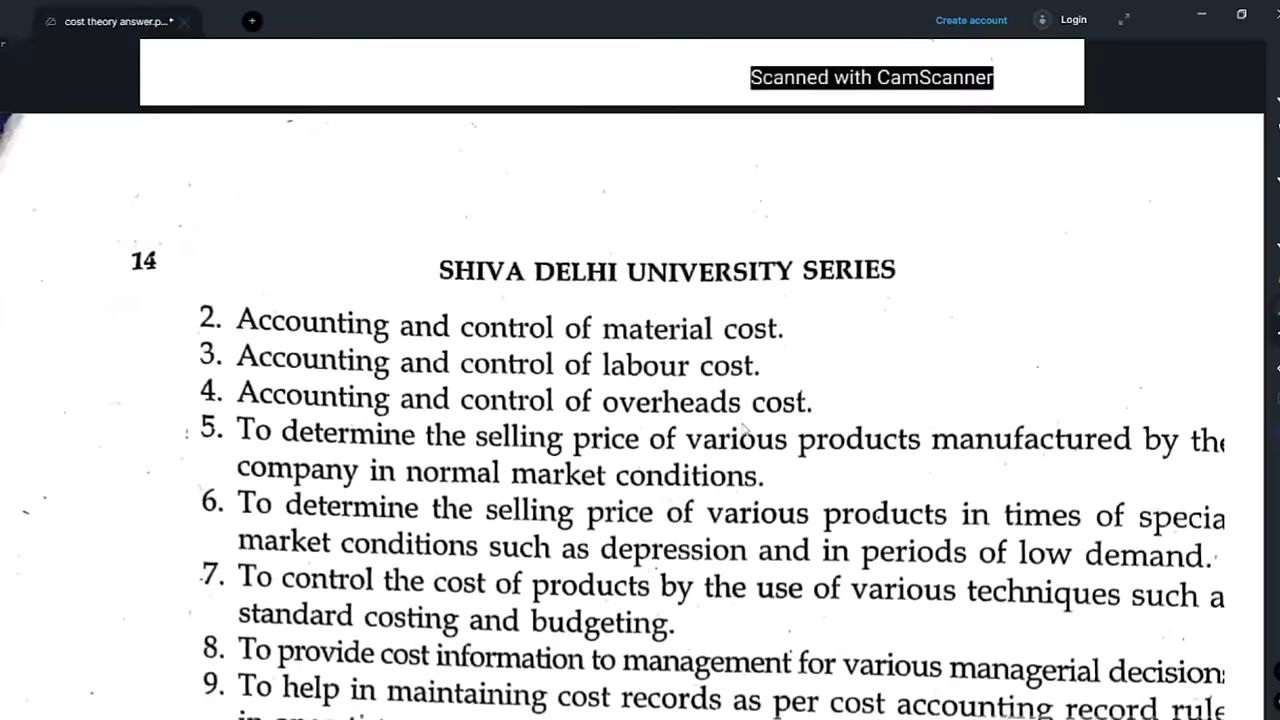 cost theory answer.p...*
+
Create account
Login
Scanned with CamScanner
14
SHIVA DELHI UNIVERSITY SERIES
2. Accounting and control of material cost.
3. Accounting and control of labour cost.
4. Accounting and control of overheads cost.
5. To determine the selling price of various products manufactured by the
company in normal market conditions.
6. To determine the selling price of various products in times of specia
market conditions such as depression and in periods of low demand.
7. To control the cost of products by the use of various techniques such a
standard costing and budgeting.
8. To provide cost information to management for various managerial decisions
9. To help in maintaining cost records as per cost accounting record rule